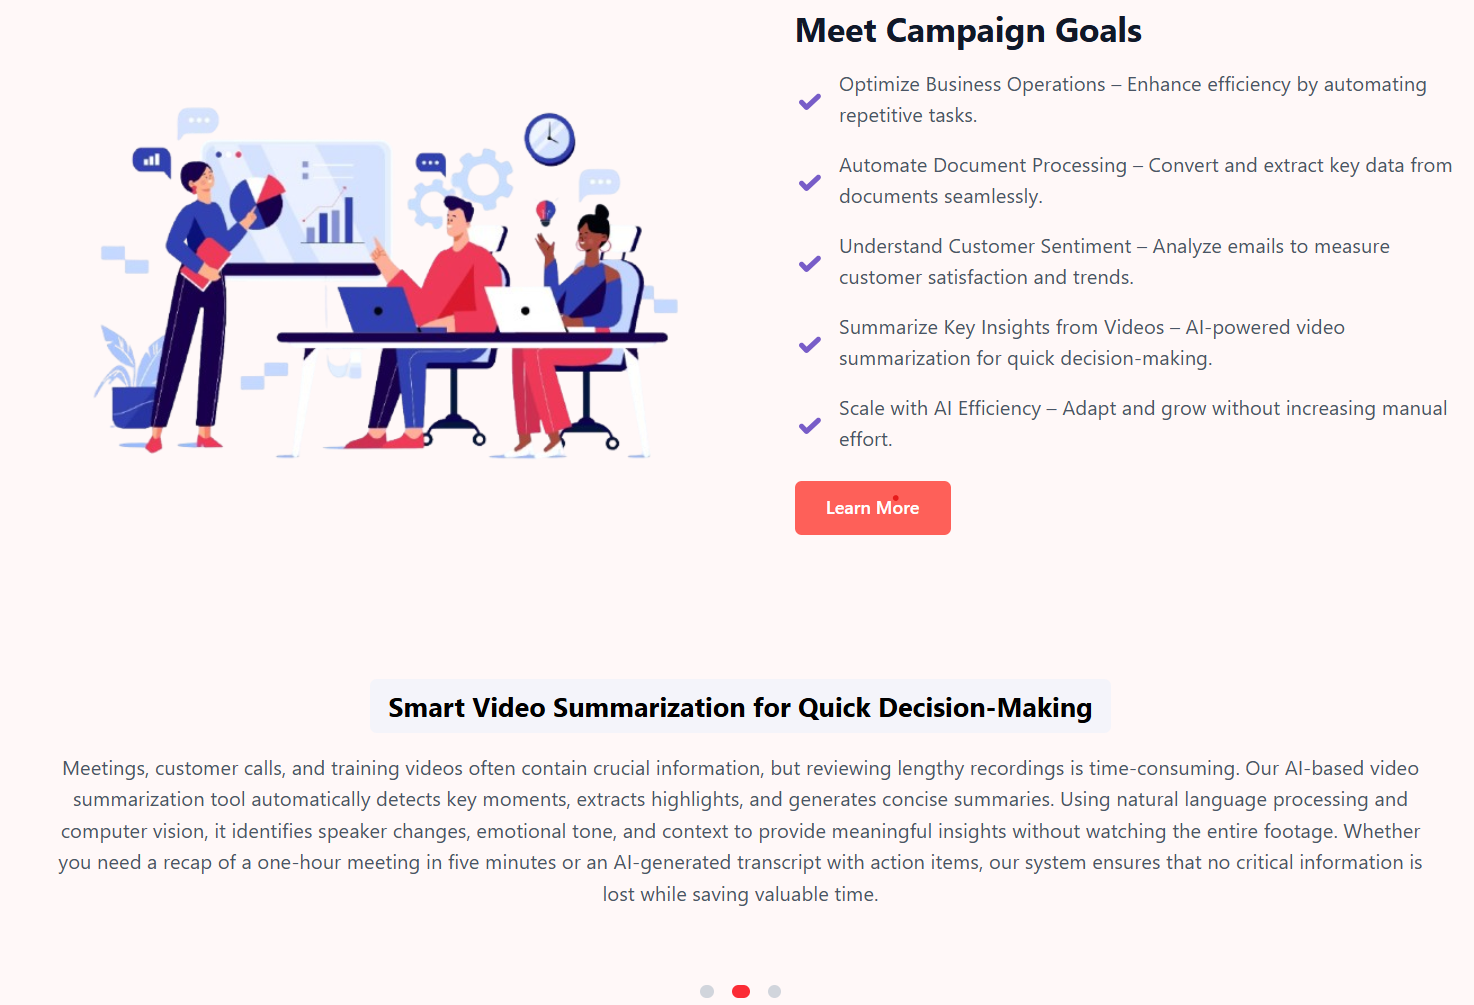 Meet Campaign Goals
Optimize Business Operations – Enhance efficiency by automating
repetitive tasks.
Automate Document Processing – Convert and extract key data from
documents seamlessly.
Understand Customer Sentiment – Analyze emails to measure
customer satisfaction and trends.
Summarize Key Insights from Videos – AI-powered video
summarization for quick decision-making.
Scale with AI Efficiency – Adapt and grow without increasing manual
effort.
Learn More
Smart Video Summarization for Quick Decision-Making
Meetings, customer calls, and training videos often contain crucial information, but reviewing lengthy recordings is time-consuming. Our AI-based video
summarization tool automatically detects key moments, extracts highlights, and generates concise summaries. Using natural language processing and
computer vision, it identifies speaker changes, emotional tone, and context to provide meaningful insights without watching the entire footage. Whether
you need a recap of a one-hour meeting in five minutes or an AI-generated transcript with action items, our system ensures that no critical information is
lost while saving valuable time.